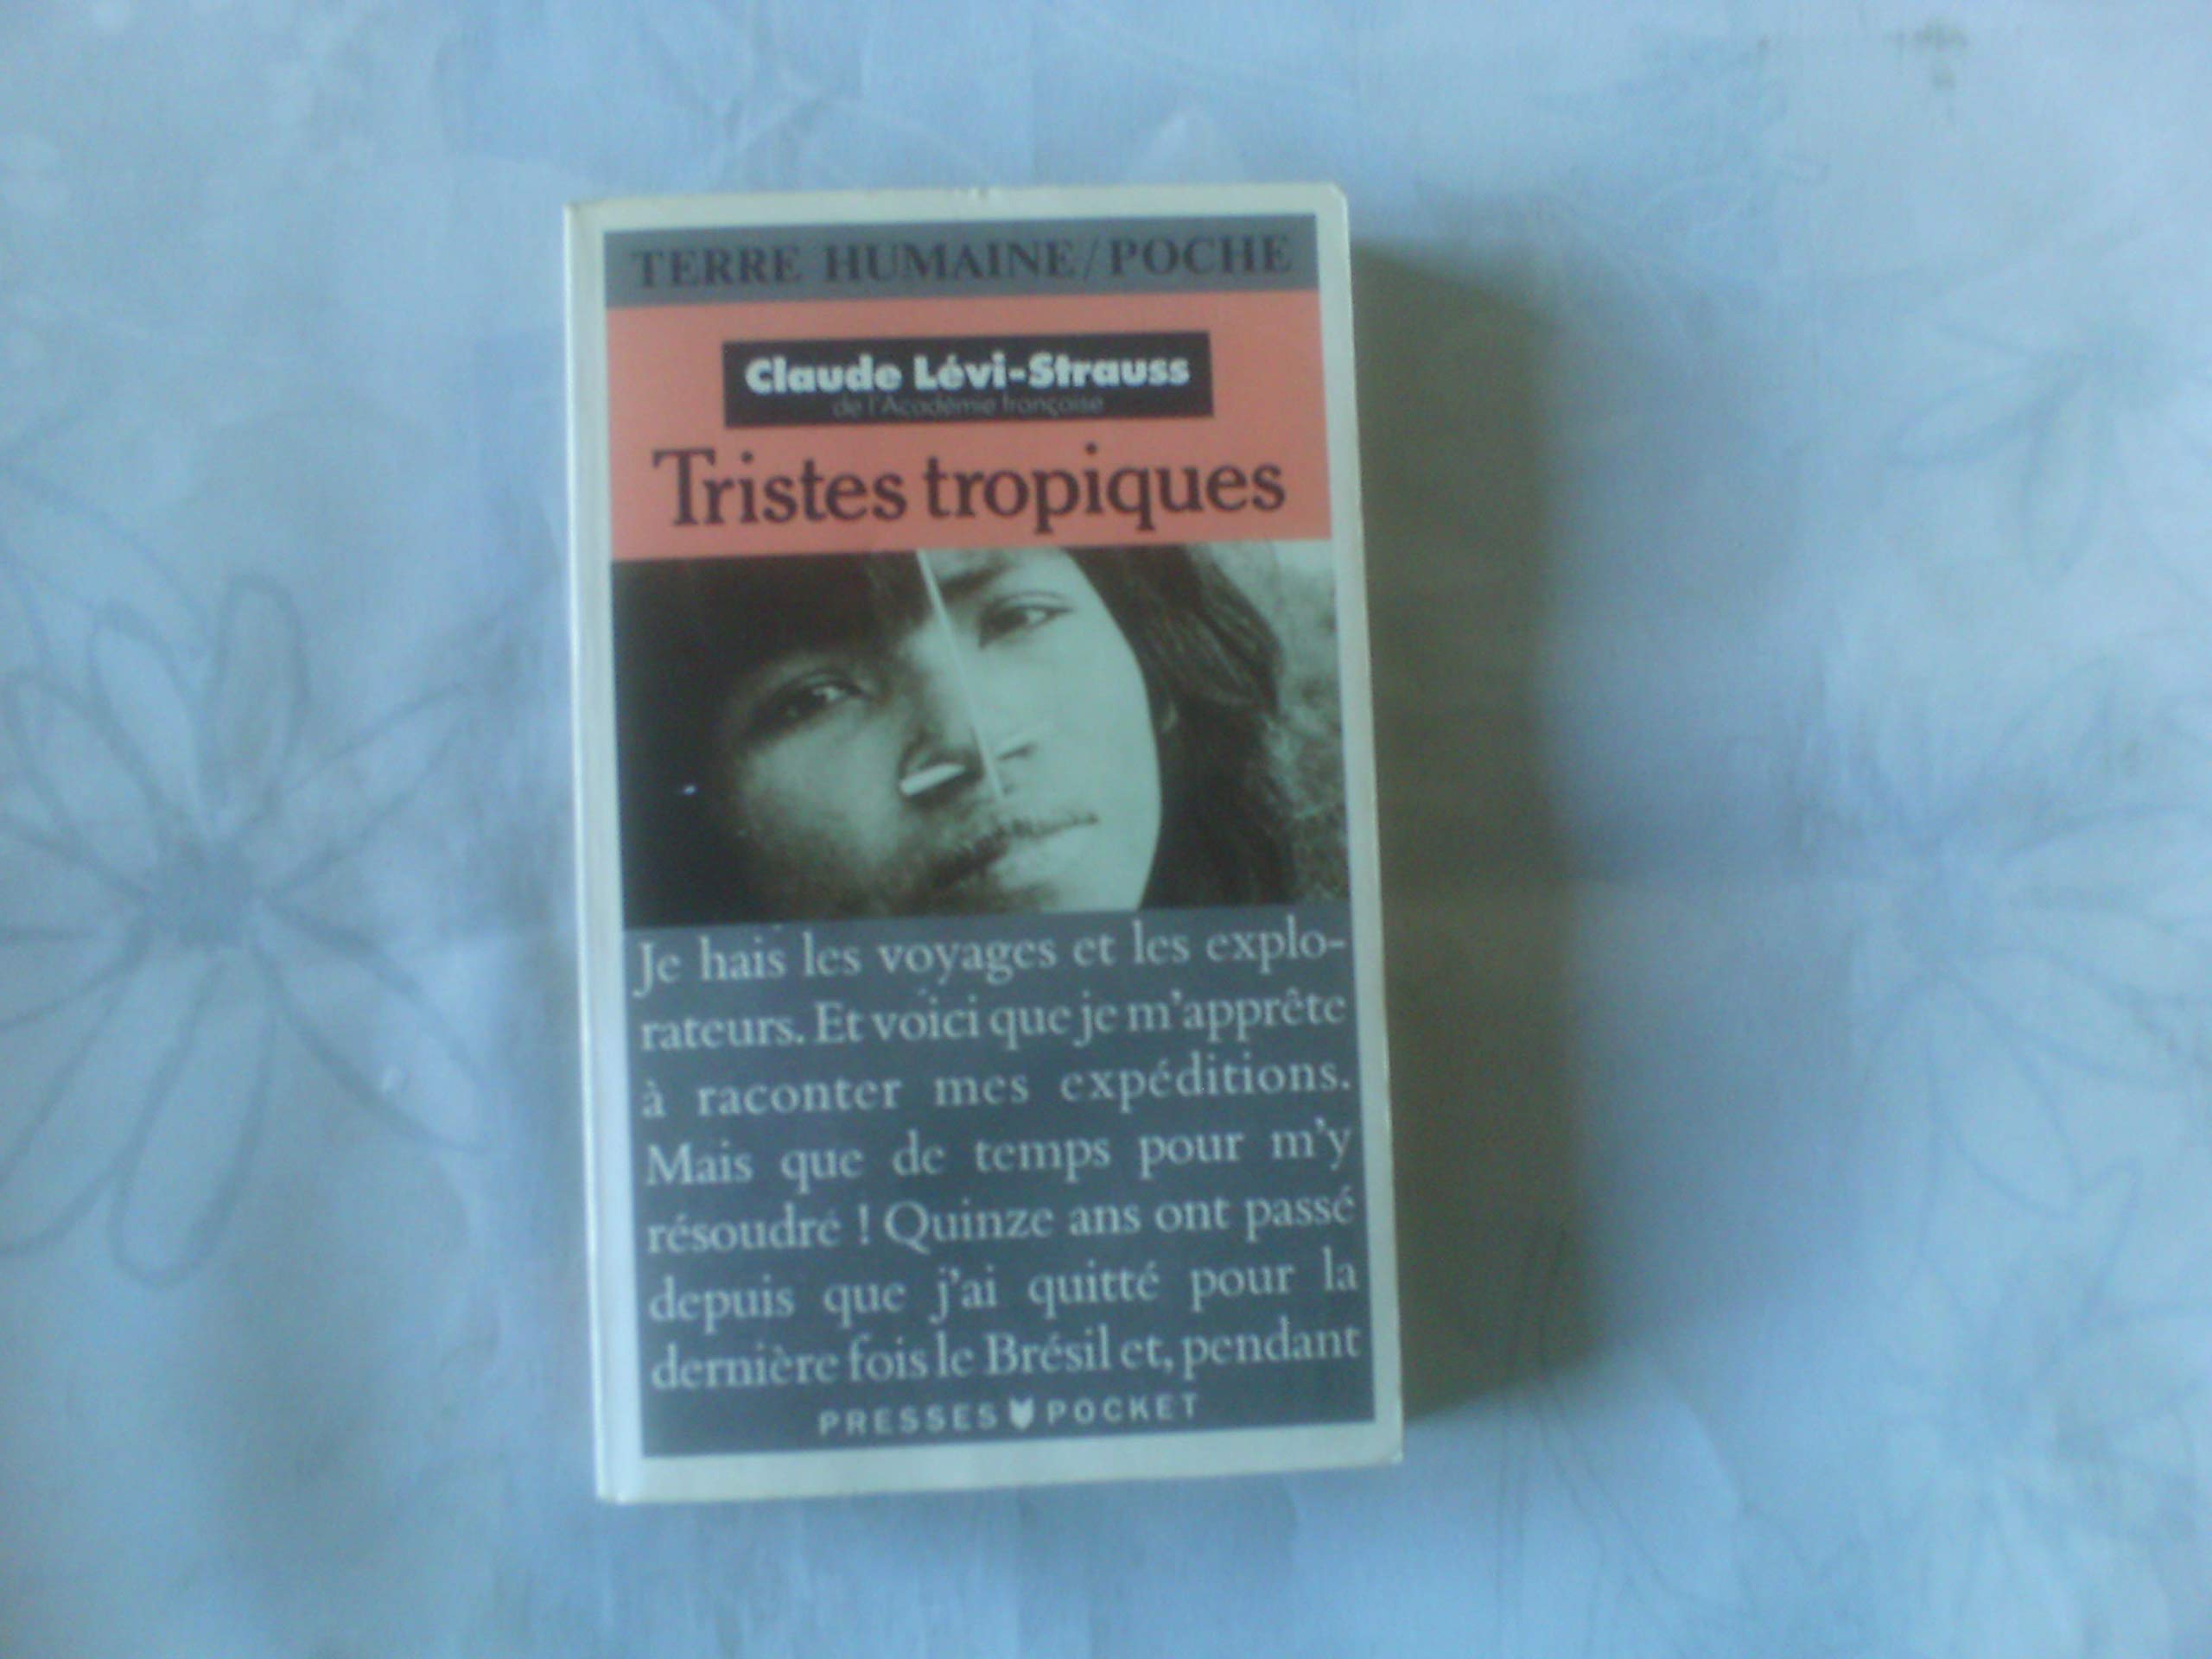 TERRE HUMAINE/POCHE
Claude Lévi-Strauss
de l'Académie française
Tristes tropiques
Je hais les voyages et les explo-
rateurs. Et voici que je m'apprête
à raconter mes expéditions.
Mais que de temps pour m'y
résoudre ! Quinze ans ont passé
depuis que j'ai quitté pour la
dernière fois le Brésil et, pendant
PRESSES POCKET